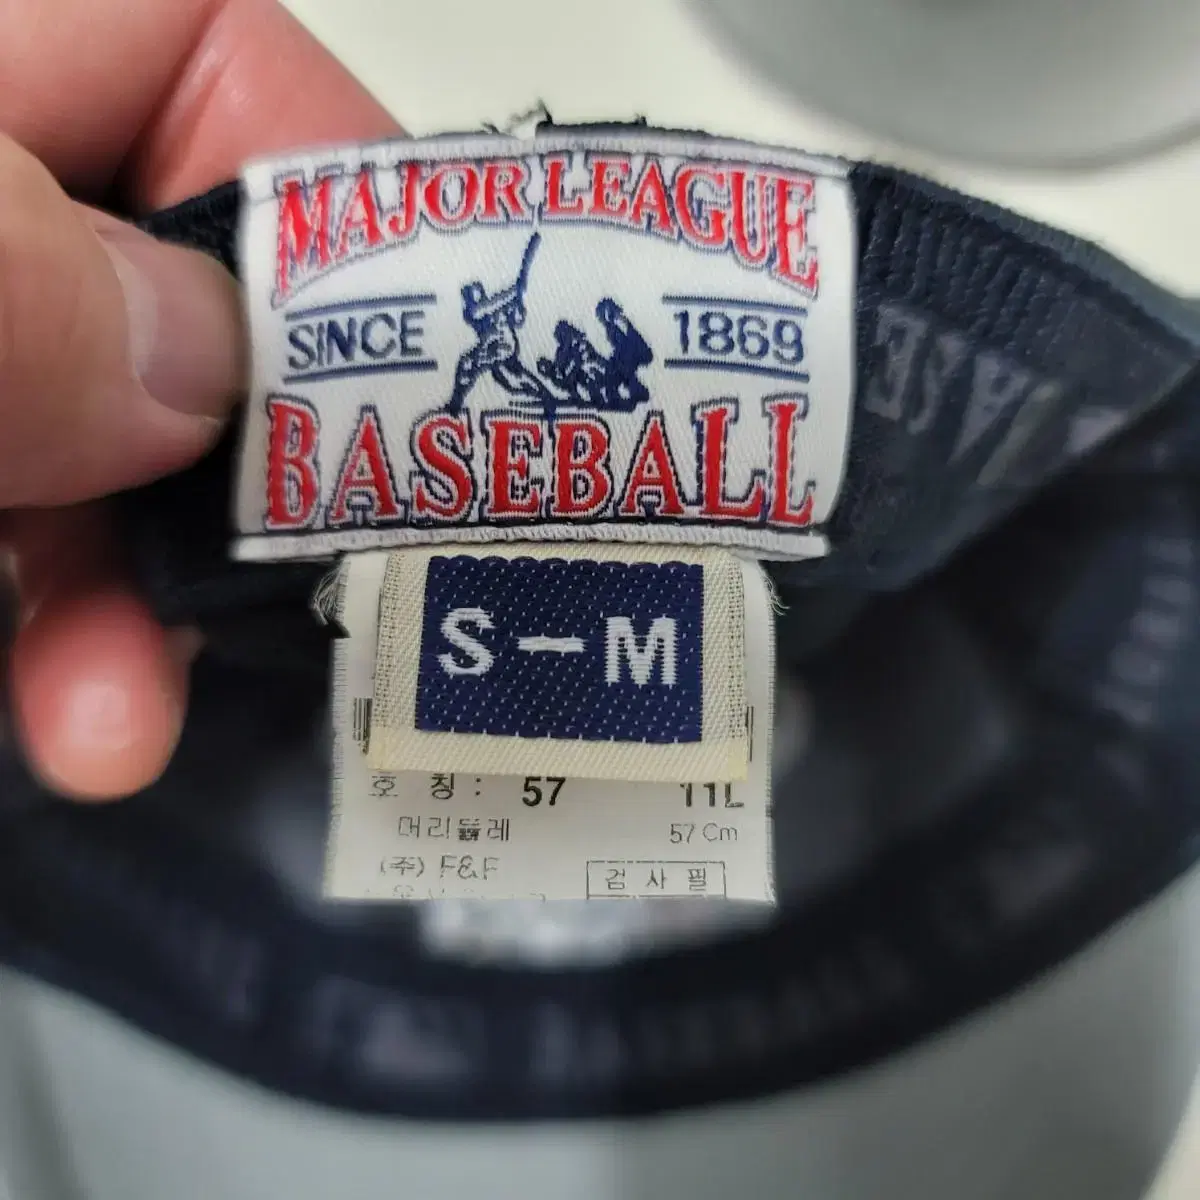 MAJOR LEAGUE
SINCE 1869
BASEBALL
S-M
호 칭 : 57 11L
머리둘레 57 Cm
(주) F&F
검 사 필